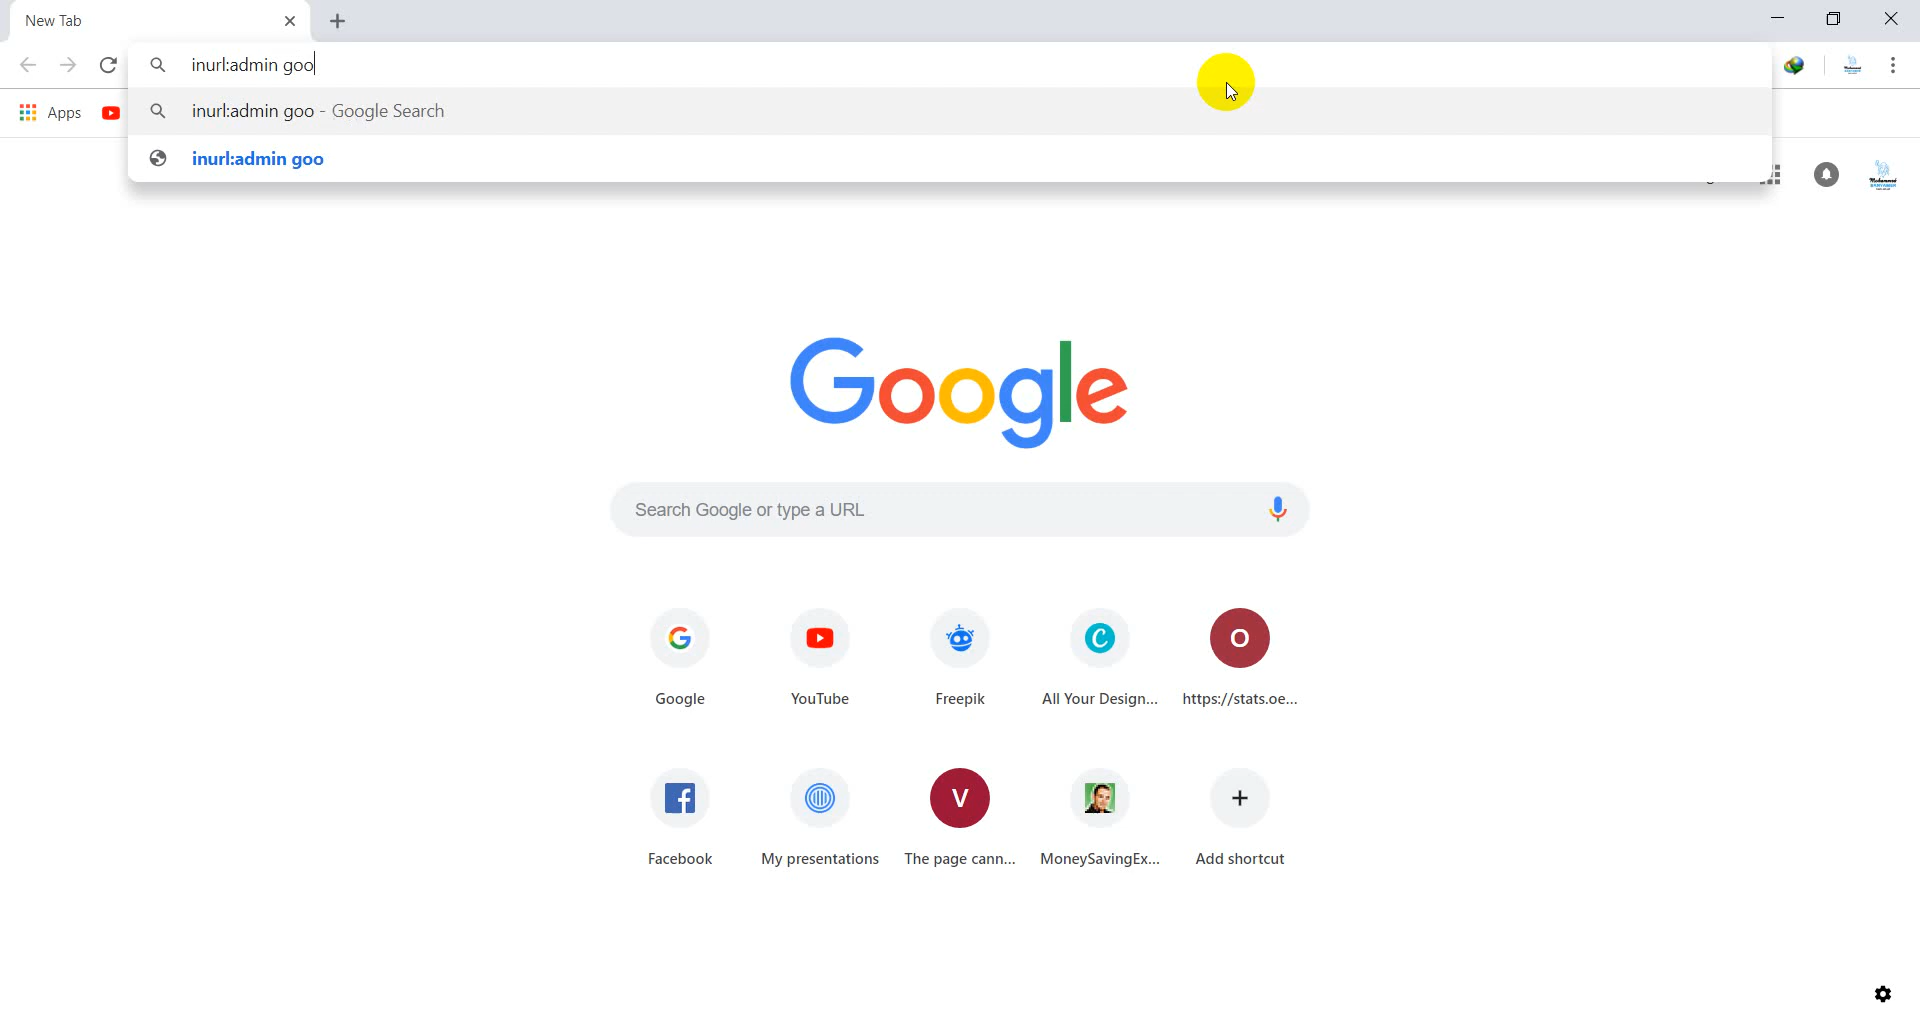 New Tab
inurl:admin goo
Apps
inurl:admin goo - Google Search
inurl:admin goo
Google
Search Google or type a URL
Google
YouTube
Freepik
All Your Design...
O
https://stats.oe...
Facebook
My presentations
V
The page cann...
MoneySavingEx...
Add shortcut